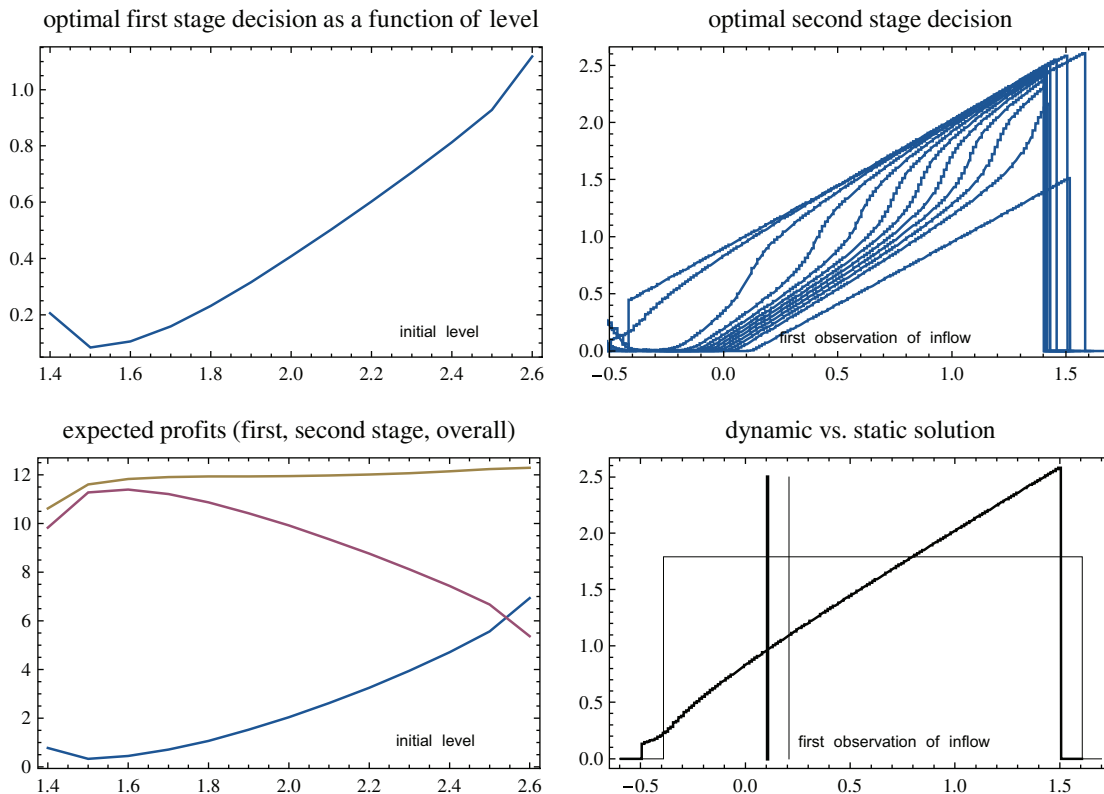 optimal first stage decision as a function of level
1.0
0.8
0.6
0.4
0.2
initial level
1.4 1.6 1.8 2.0 2.2 2.4 2.6
optimal second stage decision
2.5
2.0
1.5
1.0
0.5
0.0
first observation of inflow
−0.5 0.0 0.5 1.0 1.5
expected profits (first, second stage, overall)
12
10
8
6
4
2
0
initial level
1.4 1.6 1.8 2.0 2.2 2.4 2.6
dynamic vs. static solution
2.5
2.0
1.5
1.0
0.5
0.0
first observation of inflow
−0.5 0.0 0.5 1.0 1.5